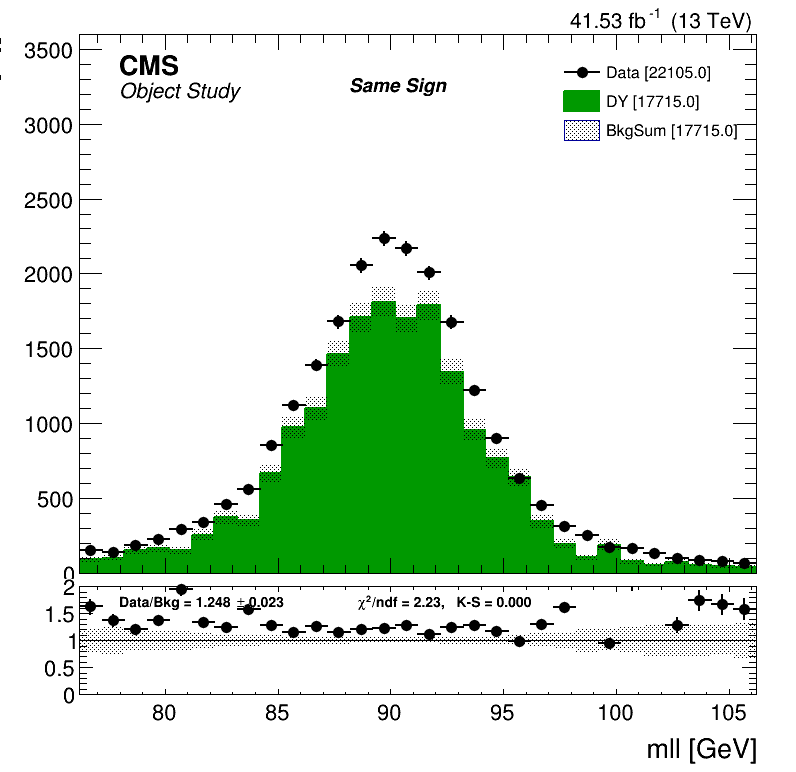 41.53 fb⁻¹ (13 TeV)
CMS
Object Study
Same Sign
Data [22105.0]
DY [17715.0]
BkgSum [17715.0]
3500
3000
2500
2000
1500
1000
500
0
Data/Bkg = 1.248 ± 0.023
χ²/ndf = 2.23, K-S = 0.000
2
1.5
1
0.5
0
80 85 90 95 100 105
mll [GeV]